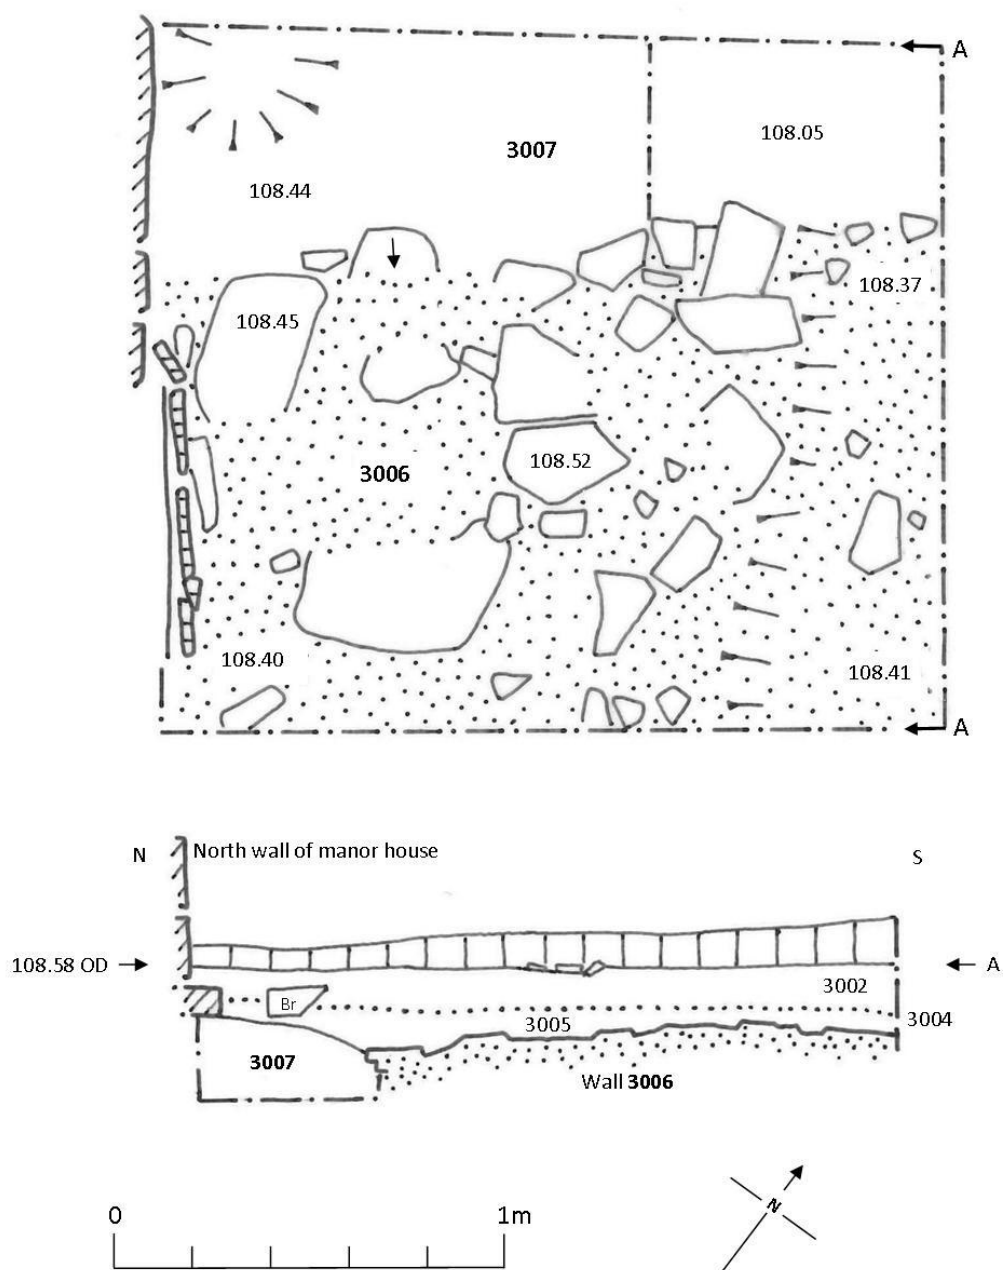 A
3007
108.05
108.44
108.37
108.45
108.52
3006
108.40
108.41
A
N
North wall of manor house
S
108.58 OD
A
3002
Br
3004
3005
3007
Wall 3006
0
1m
N